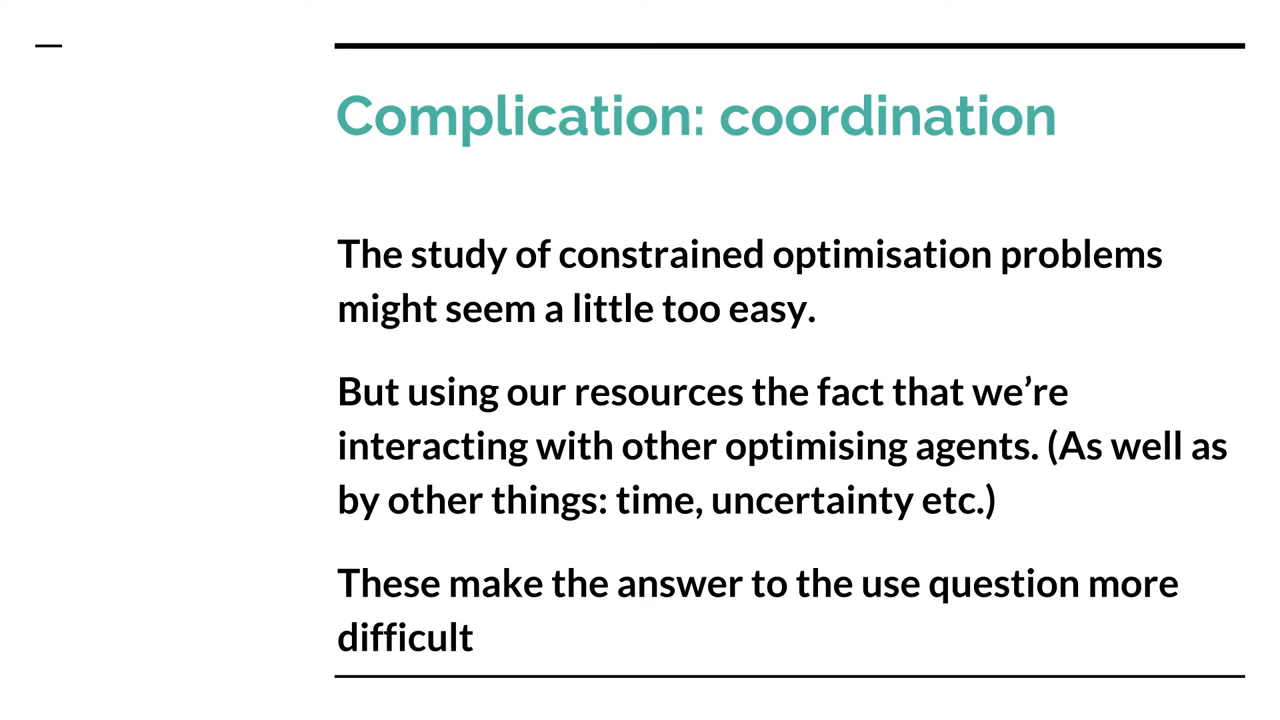 Complication: coordination
The study of constrained optimisation problems
might seem a little too easy.
But using our resources the fact that we’re
interacting with other optimising agents. (As well as
by other things: time, uncertainty etc.)
These make the answer to the use question more
difficult